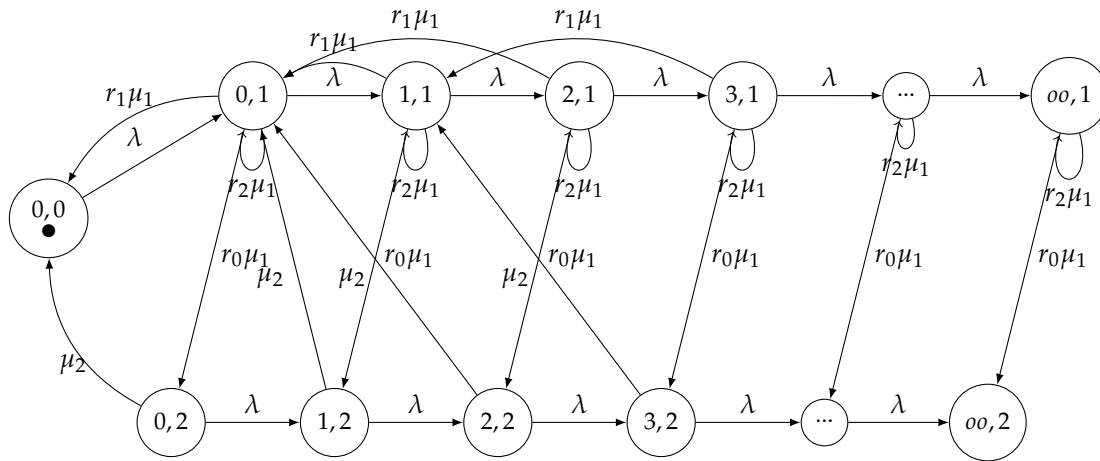 r₁μ₁ r₁μ₁
r₁μ₁
r₁μ₁ 0, 1 λ 1, 1 λ 2, 1 λ 3, 1 λ ... λ oo, 1
λ
r₂μ₁ r₂μ₁ r₂μ₁ r₂μ₁ r₂μ₁ r₂μ₁
0, 0
r₀μ₁ μ₂ μ₂ r₀μ₁ μ₂ r₀μ₁ r₀μ₁ r₀μ₁ r₀μ₁
μ₂
0, 2 λ 1, 2 λ 2, 2 λ 3, 2 λ ... λ oo, 2